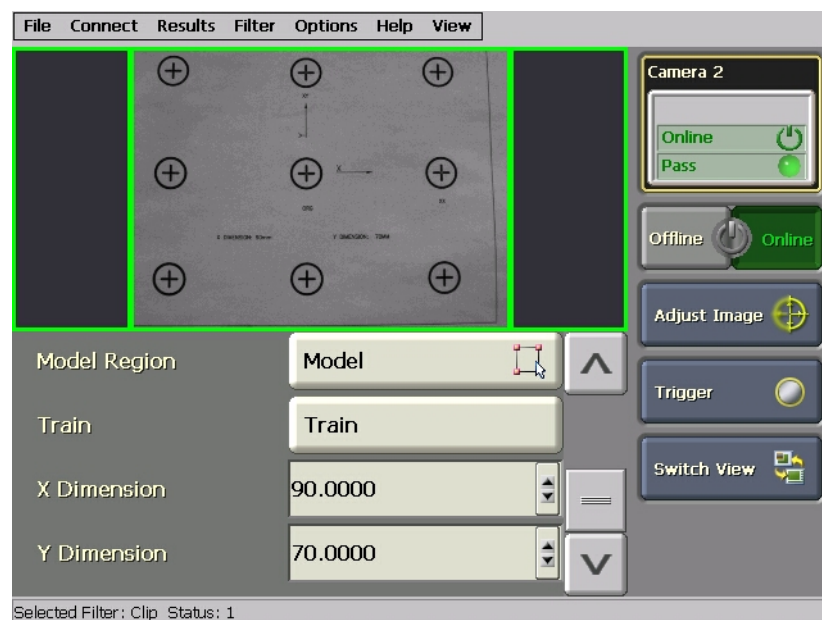 File Connect Results Filter Options Help View
Camera 2
Online
Pass
Offline Online
Adjust Image
Trigger
Switch View
X
Model Region Model
Train Train
X Dimension 90.0000
Y Dimension 70.0000
Selected Filter: Clip Status: 1